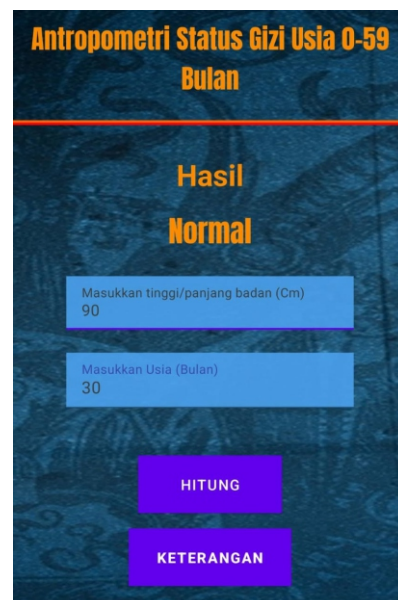 Antropometri Status Gizi Usia 0-59
Bulan
Hasil
Normal
Masukkan tinggi/panjang badan (Cm)
90
Masukkan Usia (Bulan)
30
HITUNG
KETERANGAN